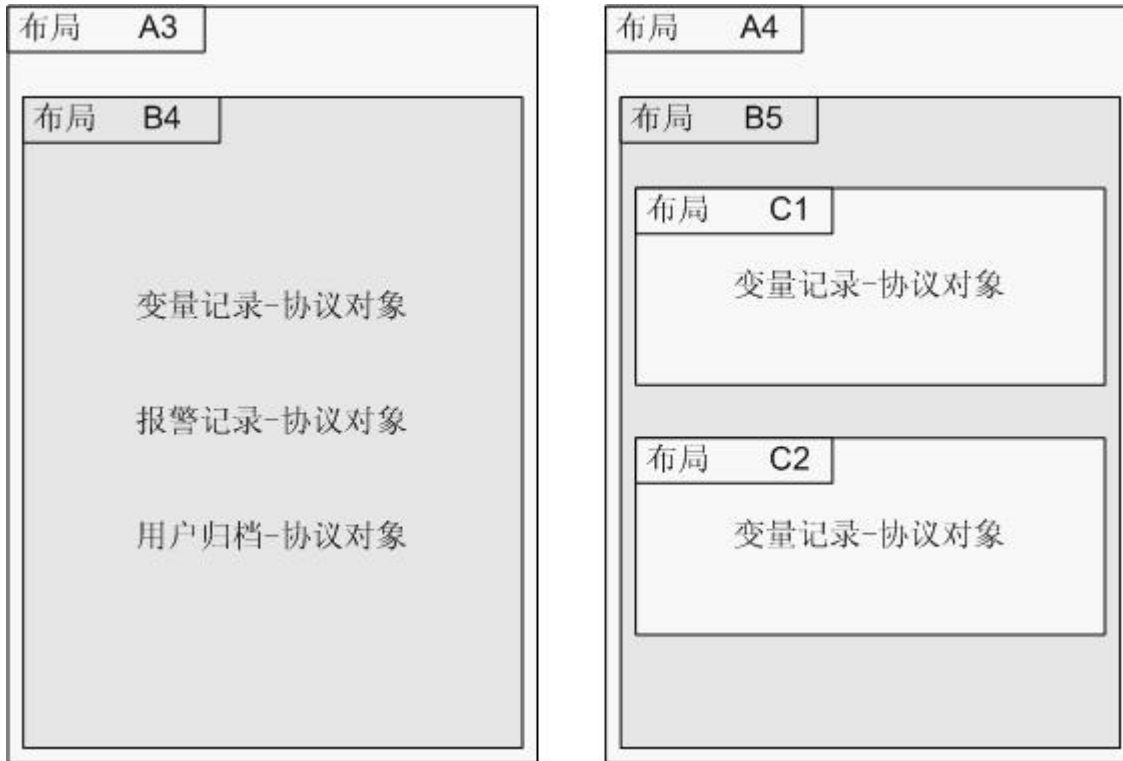 布局 A3
布局 B4
变量记录-协议对象
报警记录-协议对象
用户归档-协议对象
布局 A4
布局 B5
布局 C1
变量记录-协议对象
布局 C2
变量记录-协议对象